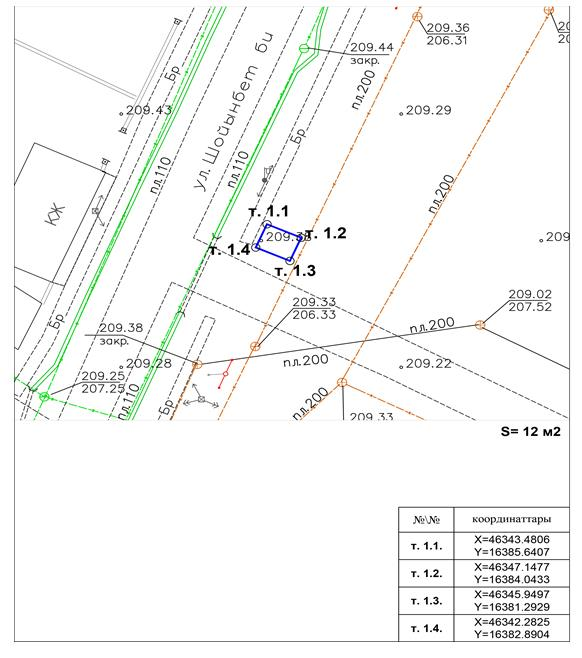 209.36
206.31
209.44
закр.
Бр
пл.200
209.43
209.29
ул. Шойынбет би
Бр
пл.110
пл.110
пл.200
КЖ
т. 1.1
т. 1.2
т. 1.4
т. 1.3
209.02
207.52
209.33
206.33
Бр
209.38
закр.
пл.200
209.28
пл.200
209.22
209.25
207.25
пл.110
Бр
пл.200
209.33
S= 12 м2
№\№ координаттары
т. 1.1. X=46343.4806
Y=16385.6407
т. 1.2. X=46347.1477
Y=16384.0433
т. 1.3. X=46345.9497
Y=16381.2929
т. 1.4. X=46342.2825
Y=16382.8904